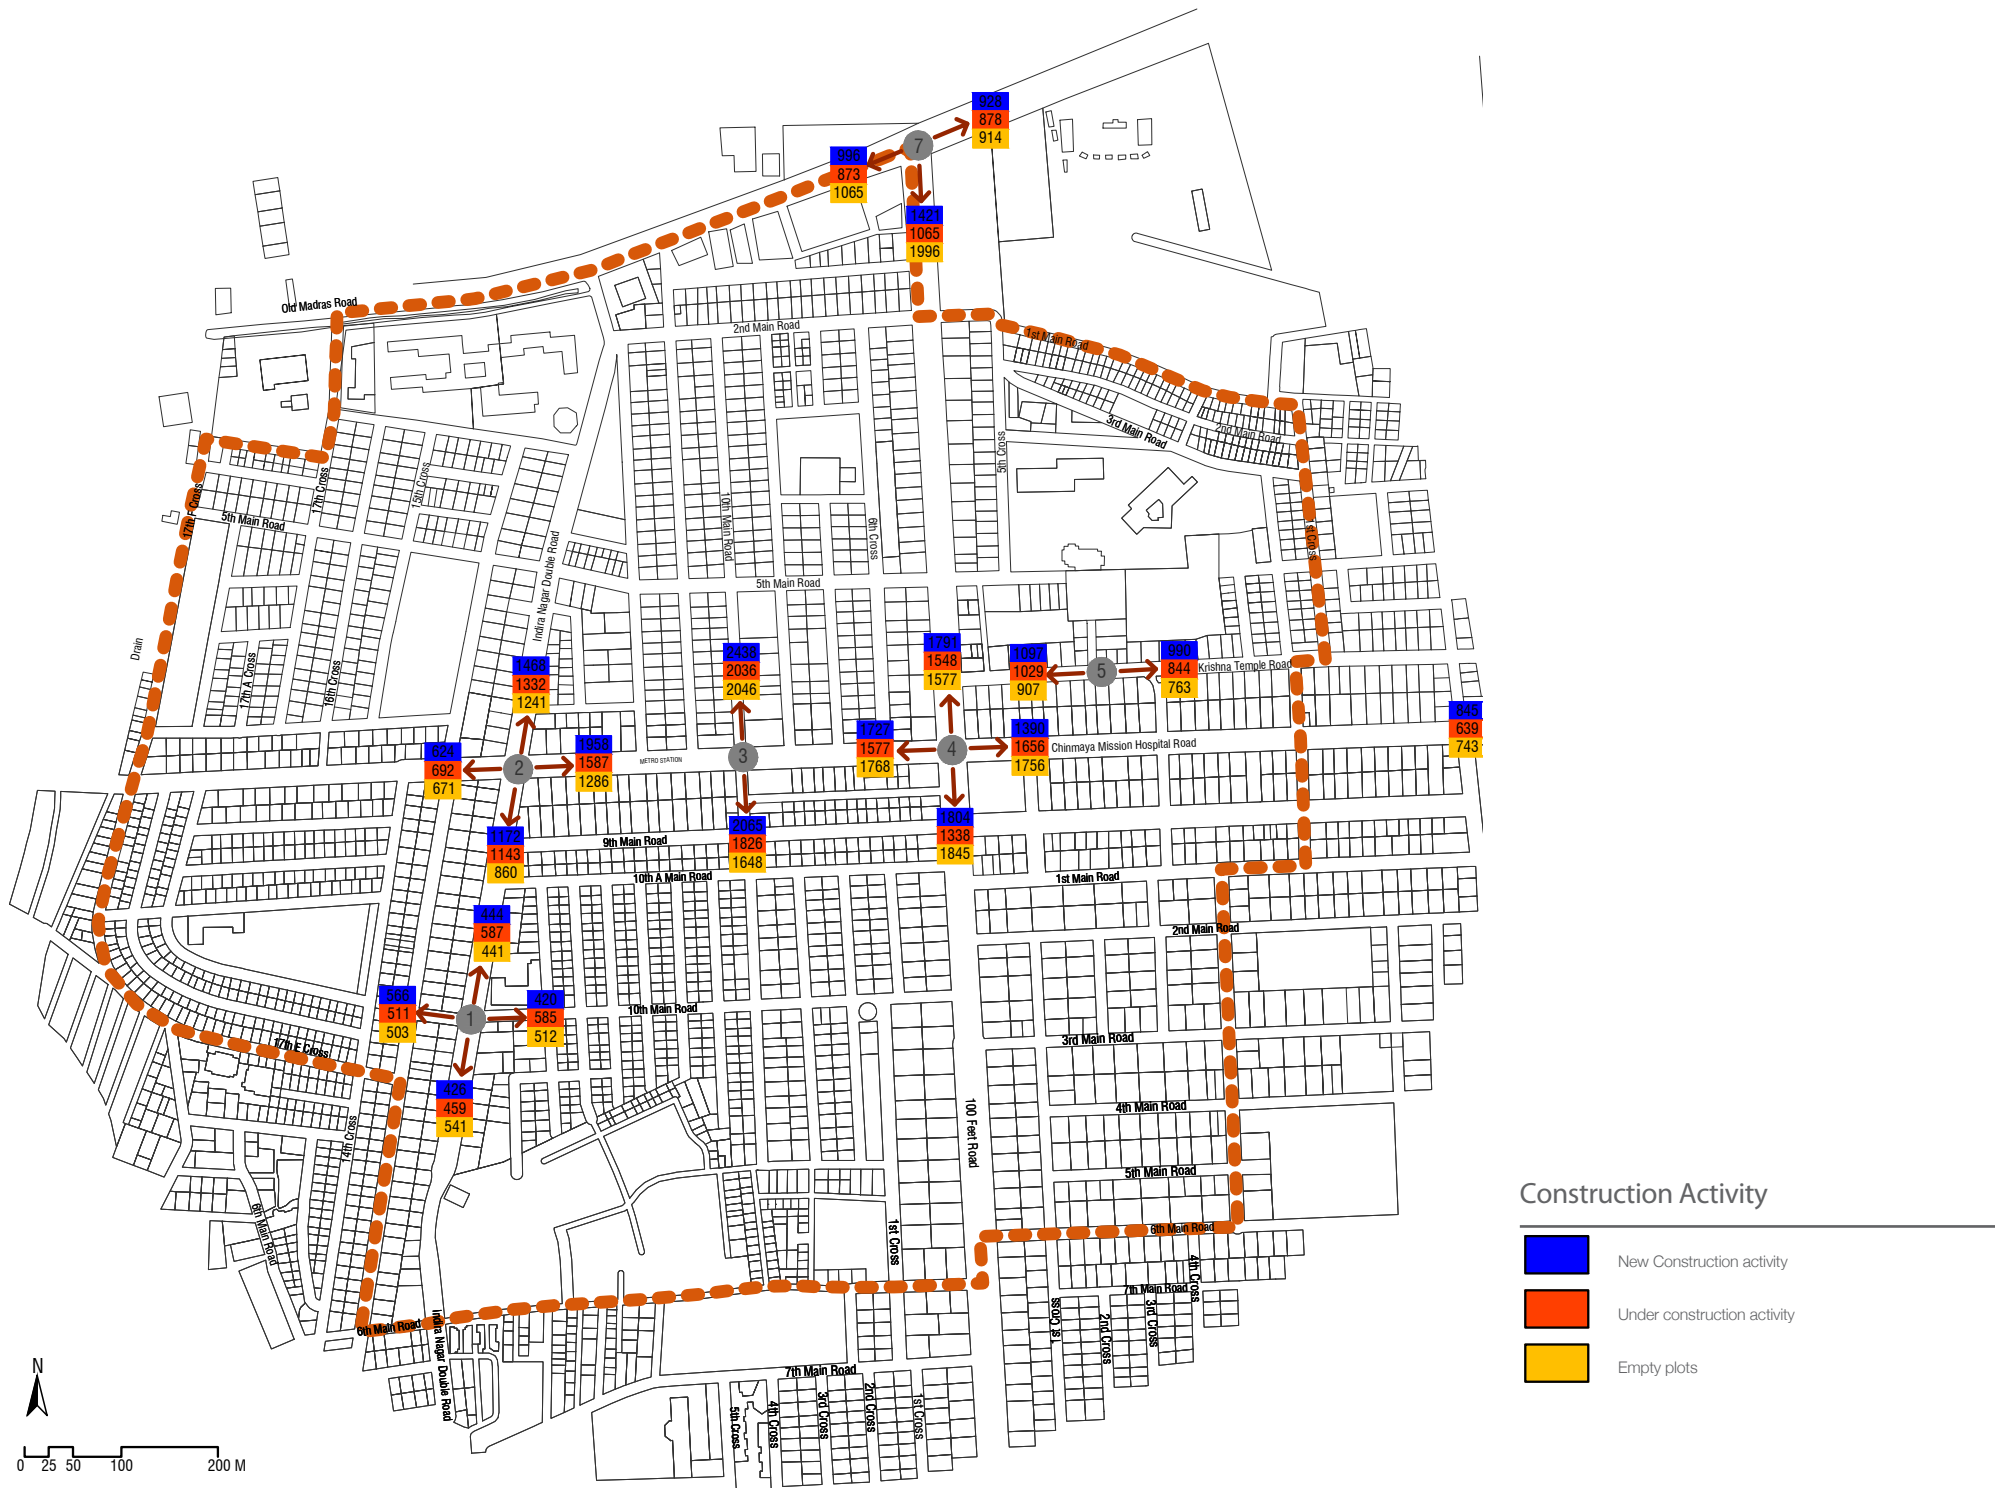 928
878
914
7
996
873
1065
1421
1065
1996
Old Madras Road
2nd Main Road
1st Main Road
3rd Main Road
2nd Main Road
5th Cross
17th Cross
15th Cross
17th F Cross
5th Main Road
10th Main Road
6th Cross
1st Cross
Indira Nagar Double Road
5th Main Road
Drain
17th A Cross
16th Cross
1468
1332
1241
2438
2036
2046
1791
1548
1577
1097
1029
907
5
990
844
763
Krishna Temple Road
624
692
671
2
1958
1587
1286
METRO STATION
3
1727
1577
1768
4
1390
1656
1756
Chinmaya Mission Hospital Road
845
639
743
1172
1143
860
9th Main Road
2065
1826
1648
1804
1338
1845
10th A Main Road
1st Main Road
444
587
441
2nd Main Road
566
511
503
1
420
585
512
10th Main Road
17th E Cross
3rd Main Road
426
459
541
14th Cross
100 Feet Road
4th Main Road
5th Main Road
6th Main Road
1st Cross
6th Main Road
4th Cross
7th Main Road
6th Main Road
Indira Nagar Double Road
1st Cross
2nd Cross
3rd Cross
7th Main Road
5th Cross
4th Cross
3rd Cross
2nd Cross
1st Cross
N
0 25 50 100 200 M
Construction Activity
New Construction activity
Under construction activity
Empty plots